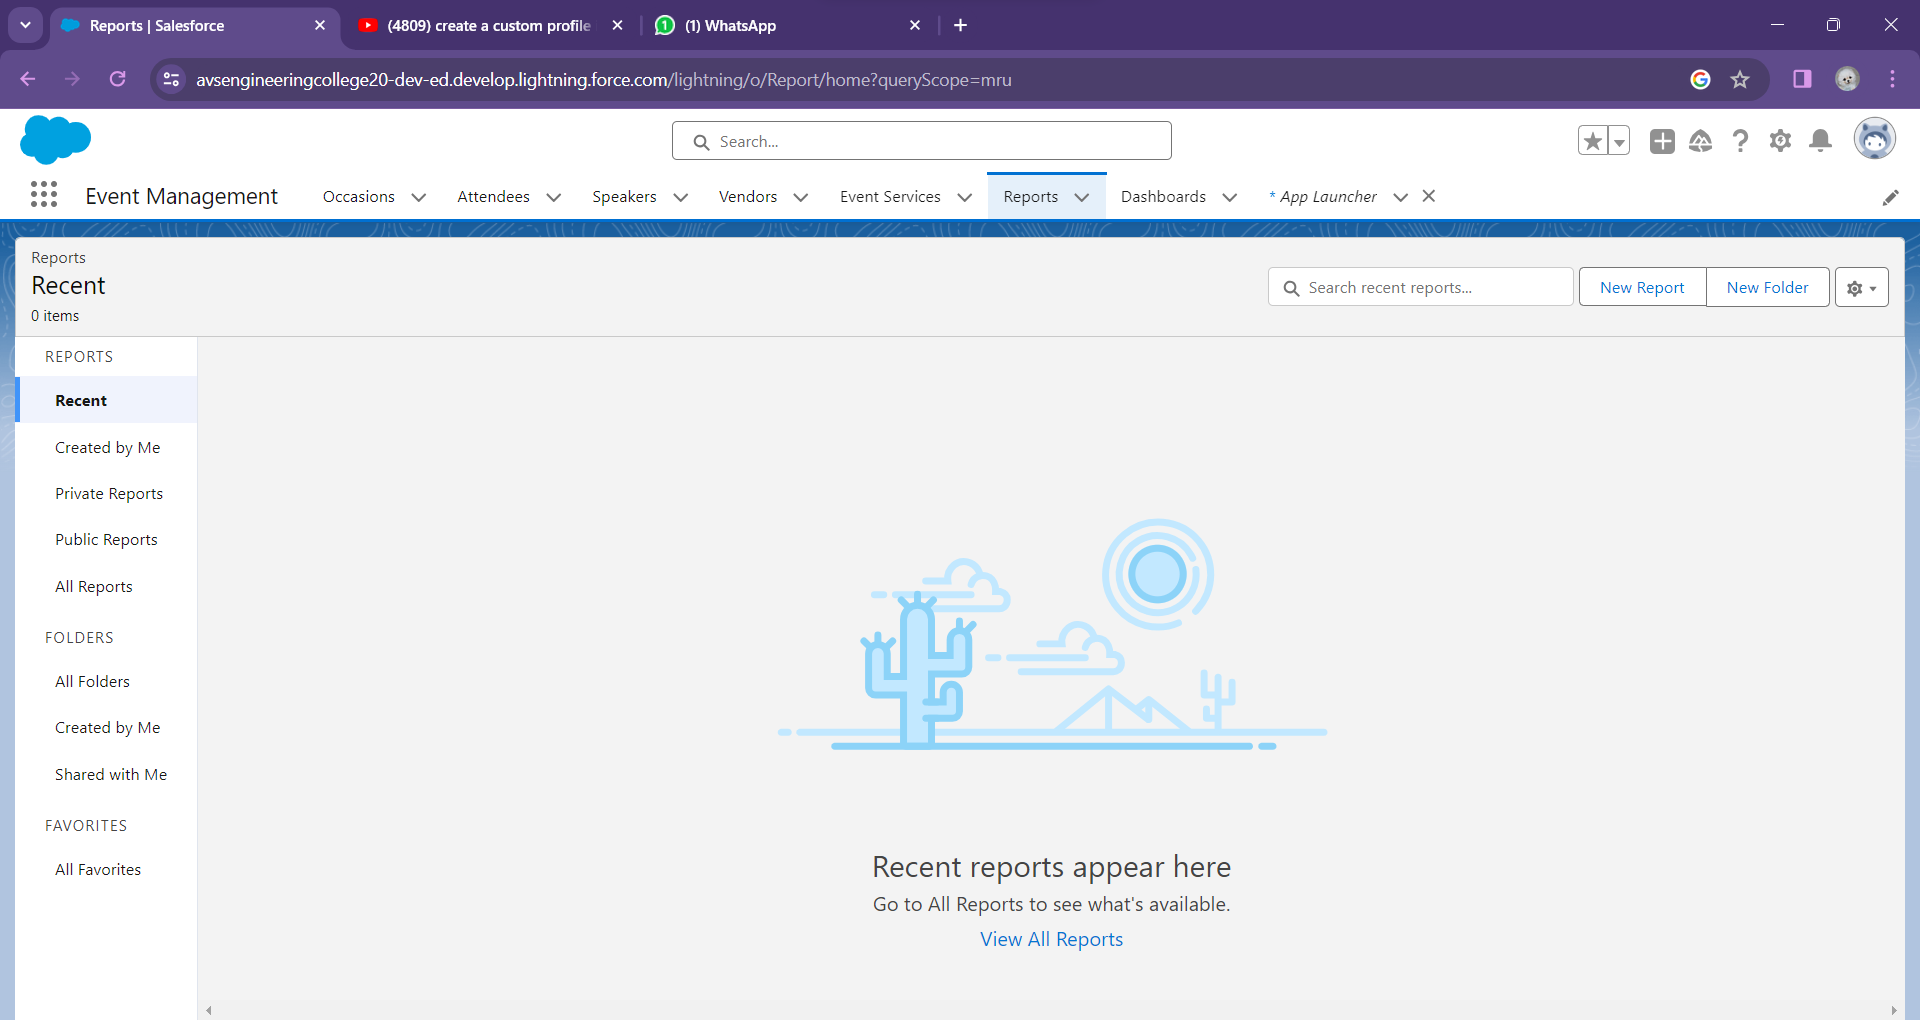 Reports | Salesforce
(4809) create a custom profile
1
(1) WhatsApp
avsengineeringcollege20-dev-ed.develop.lightning.force.com/lightning/o/Report/home?queryScope=mru
Search...
Event Management
Occasions
Attendees
Speakers
Vendors
Event Services
Reports
Dashboards
* App Launcher
Reports
Recent
0 items
Search recent reports...
New Report
New Folder
REPORTS
Recent
Created by Me
Private Reports
Public Reports
All Reports
FOLDERS
All Folders
Created by Me
Shared with Me
FAVORITES
All Favorites
Recent reports appear here
Go to All Reports to see what's available.
View All Reports